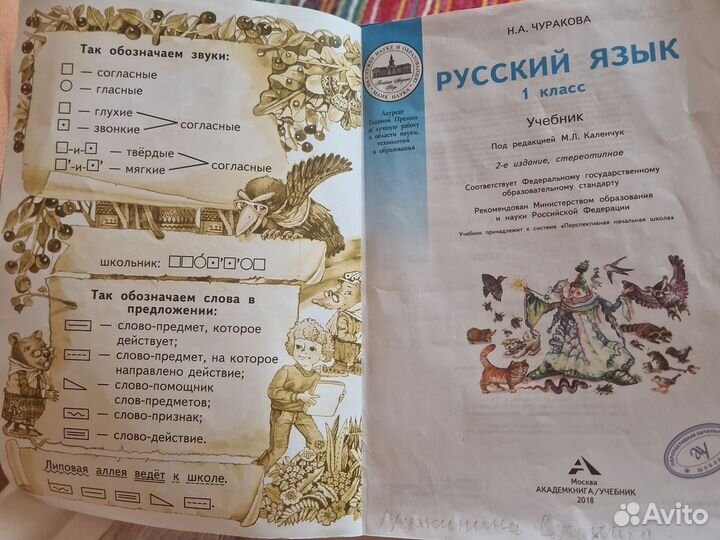 Так обозначаем звуки:
— согласные
— гласные
— глухие
— звонкие
согласные
-и- — твёрдые
-и- — мягкие
согласные
школьник:
Так обозначаем слова в
предложении:
— слово-предмет, которое
действует;
— слово-предмет, на которое
направлено действие;
— слово-помощник
слов-предметов;
— слово-признак;
— слово-действие.
Липовая аллея ведёт к школе.
Н.А. ЧУРАКОВА
РУССКИЙ ЯЗЫК
1 класс
Учебник
Лауреат
Главной Премии
за лучшую работу
в области науки,
технологий
и образования
Под редакцией М.Л. Каленчук
2-е издание, стереотипное
Соответствует Федеральному государственному
образовательному стандарту
Рекомендован Министерством образования
и науки Российской Федерации
Учебник принадлежит к системе «Перспективная начальная школа»
Москва
АКАДЕМКНИГА/УЧЕБНИК
2018
Avito